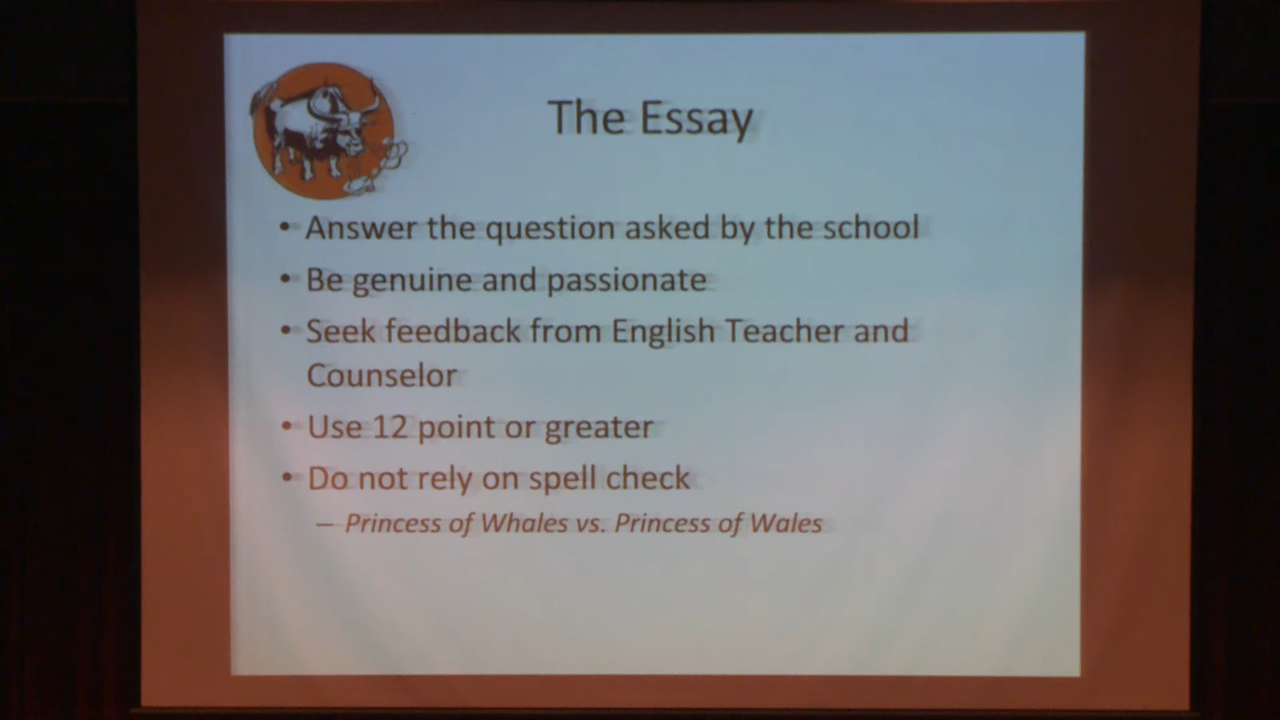 The Essay
• Answer the question asked by the school
• Be genuine and passionate
• Seek feedback from English Teacher and
Counselor
• Use 12 point or greater
• Do not rely on spell check
– Princess of Whales vs. Princess of Wales